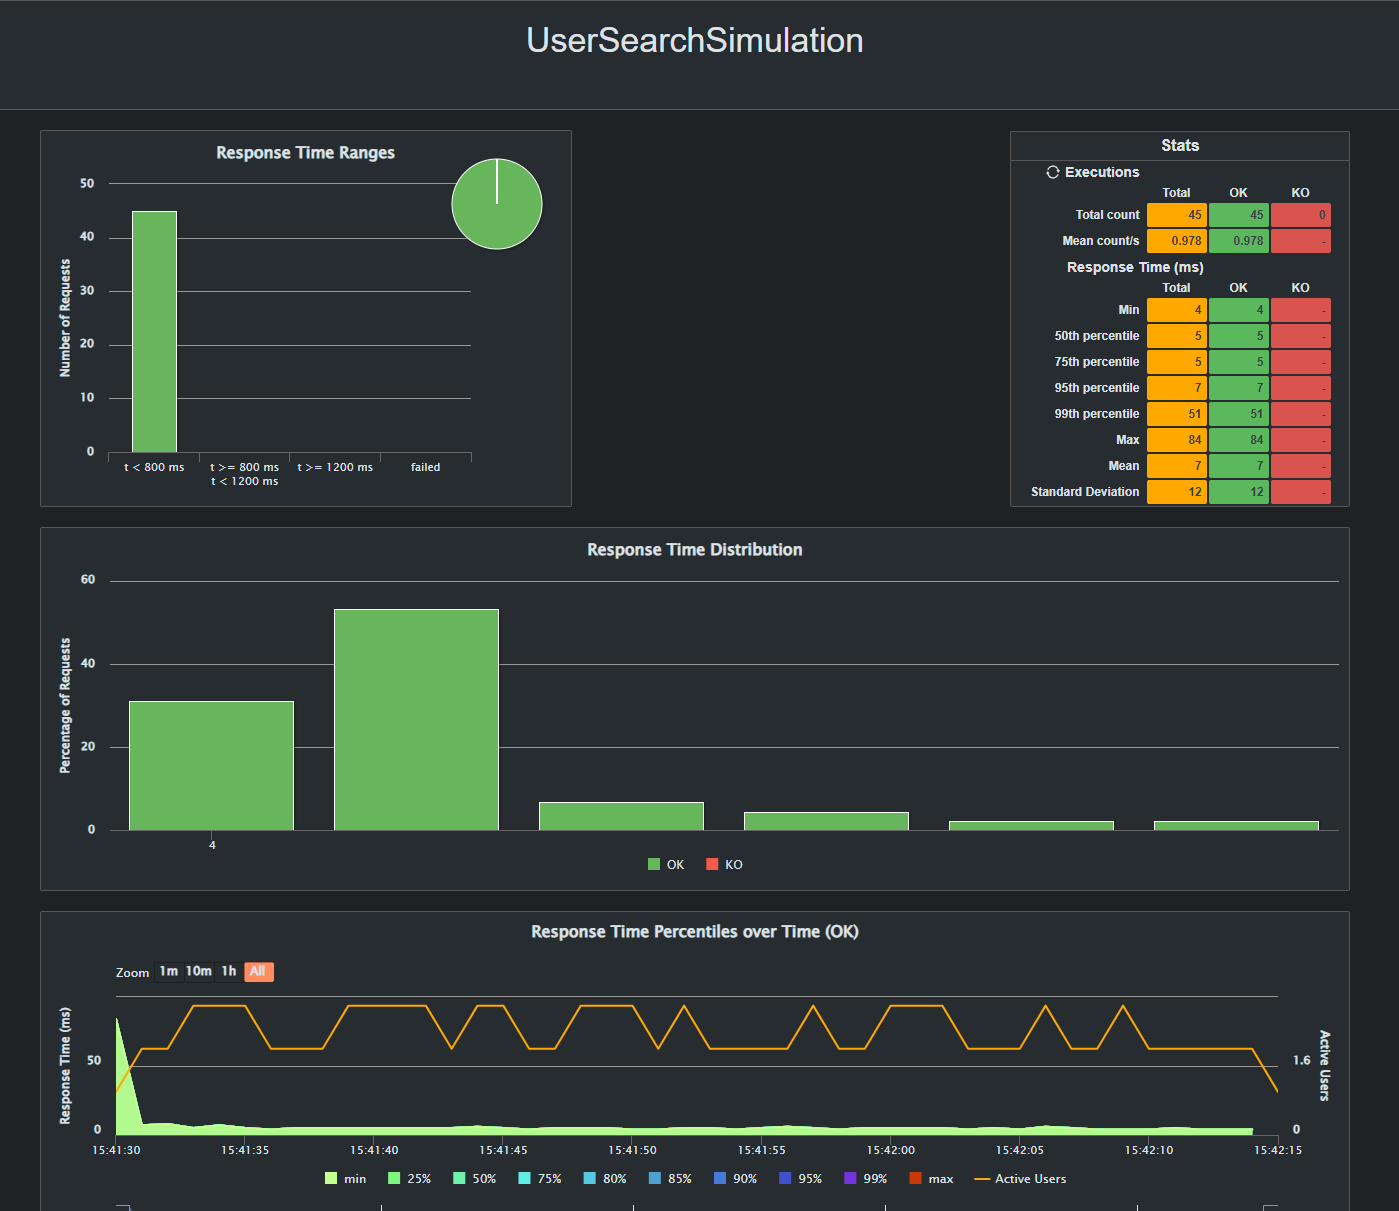 UserSearchSimulation
Response Time Ranges
Number of Requests
50
40
30
20
10
0
t < 800 ms
t >= 800 ms
t < 1200 ms
t >= 1200 ms
failed
Stats
Executions
Total OK KO
Total count 45 45 0
Mean count/s 0.978 0.978 -
Response Time (ms)
Total OK KO
Min 4 4 -
50th percentile 5 5 -
75th percentile 5 5 -
95th percentile 7 7 -
99th percentile 51 51 -
Max 84 84 -
Mean 7 7 -
Standard Deviation 12 12 -
Response Time Distribution
Percentage of Requests
60
40
20
0
4
OK KO
Response Time Percentiles over Time (OK)
Zoom 1m 10m 1h All
Response Time (ms)
50
0
Active Users
1.6
0
15:41:30 15:41:35 15:41:40 15:41:45 15:41:50 15:41:55 15:42:00 15:42:05 15:42:10 15:42:15
min 25% 50% 75% 80% 85% 90% 95% 99% max Active Users